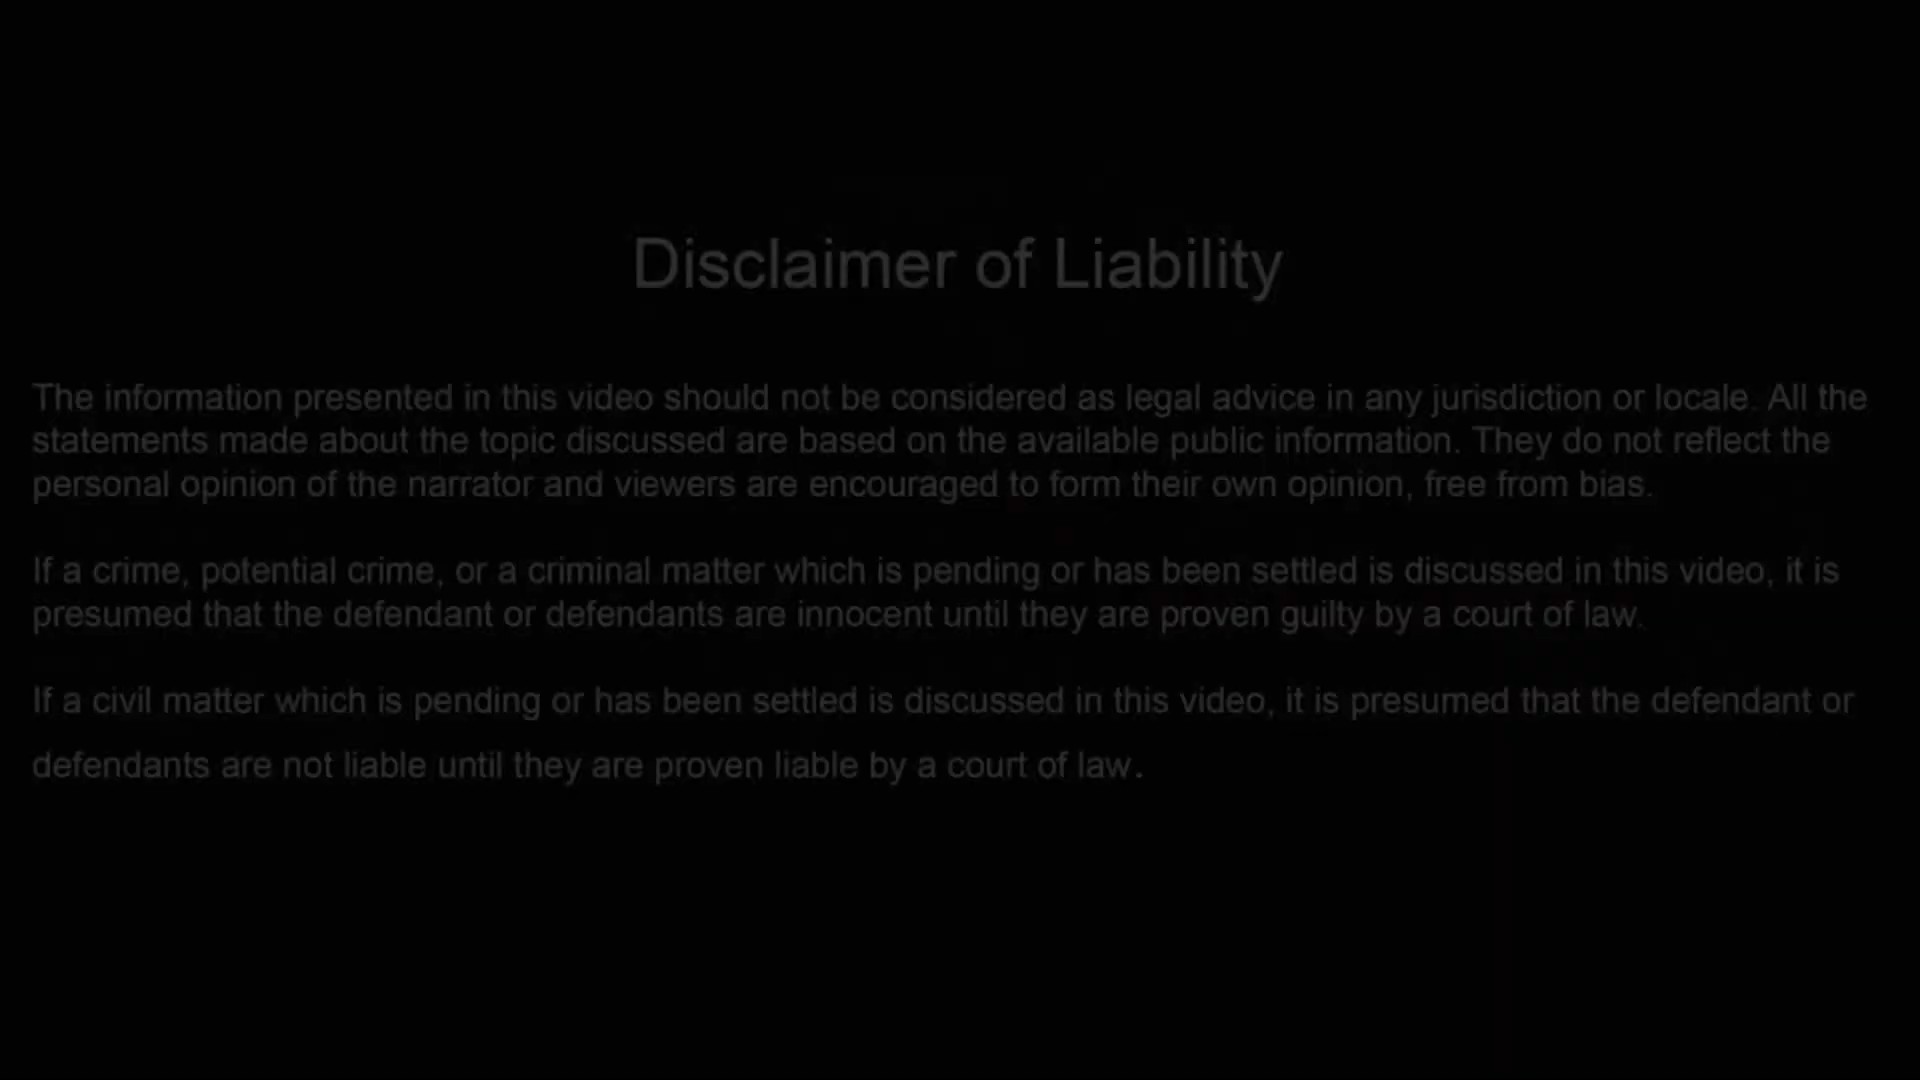 Disclaimer of Liability
The information presented in this video should not be considered as legal advice in any jurisdiction or locale. All the
statements made about the topic discussed are based on the available public information. They do not reflect the
personal opinion of the narrator and viewers are encouraged to form their own opinion, free from bias.
If a crime, potential crime, or a criminal matter which is pending or has been settled is discussed in this video, it is
presumed that the defendant or defendants are innocent until they are proven guilty by a court of law.
If a civil matter which is pending or has been settled is discussed in this video, it is presumed that the defendant or
defendants are not liable until they are proven liable by a court of law.